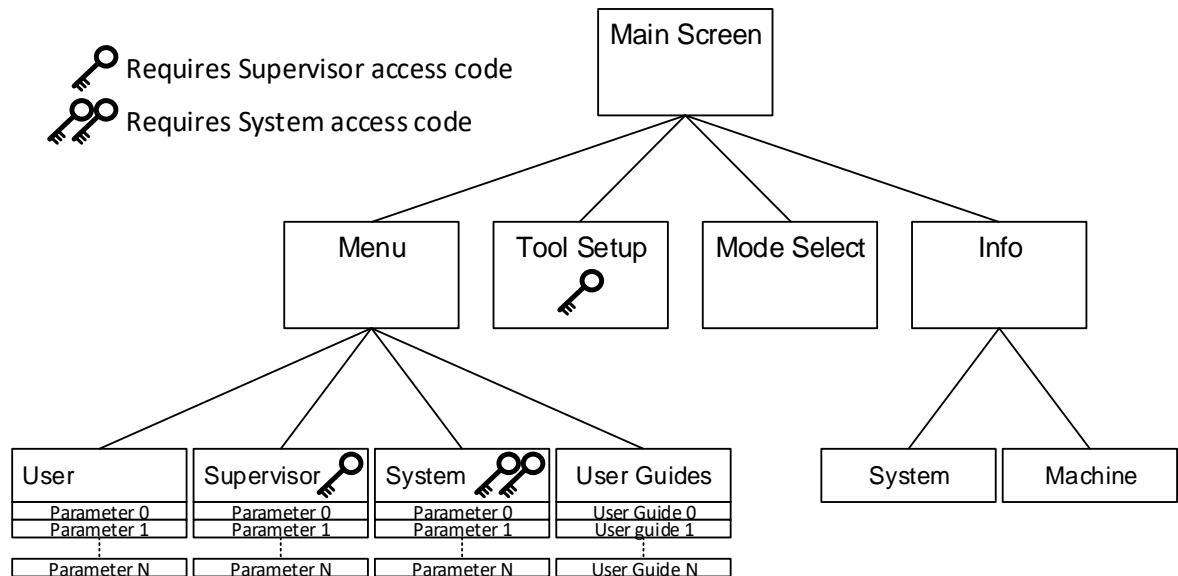 Main Screen
Requires Supervisor access code
Requires System access code
Menu
Tool Setup
Mode Select
Info
User
Supervisor
System
User Guides
System
Machine
Parameter 0
Parameter 0
Parameter 0
User Guide 0
Parameter 1
Parameter 1
Parameter 1
User guide 1
Parameter N
Parameter N
Parameter N
User Guide N